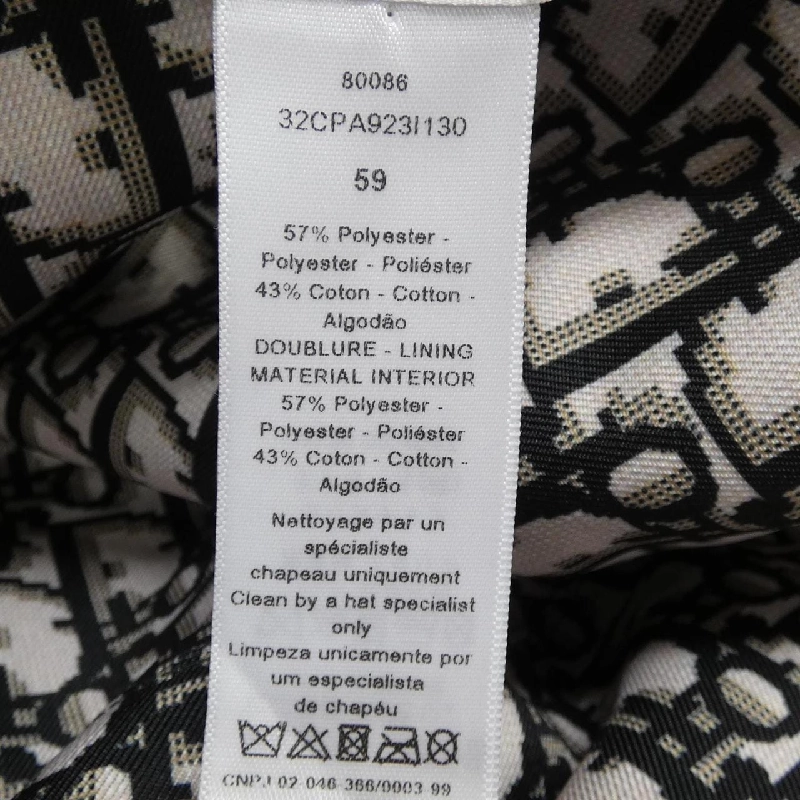 80086
32CPA923I130
59
57% Polyester -
Polyester - Poliéster
43% Coton - Cotton -
Algodão
DOUBLURE - LINING
MATERIAL INTERIOR
57% Polyester -
Polyester - Poliéster
43% Coton - Cotton -
Algodão
Nettoyage par un
spécialiste
chapeau uniquement
Clean by a hat specialist
only
Limpeza unicamente por
um especialista
de chapéu
CNPJ 02-046-366/0003-99